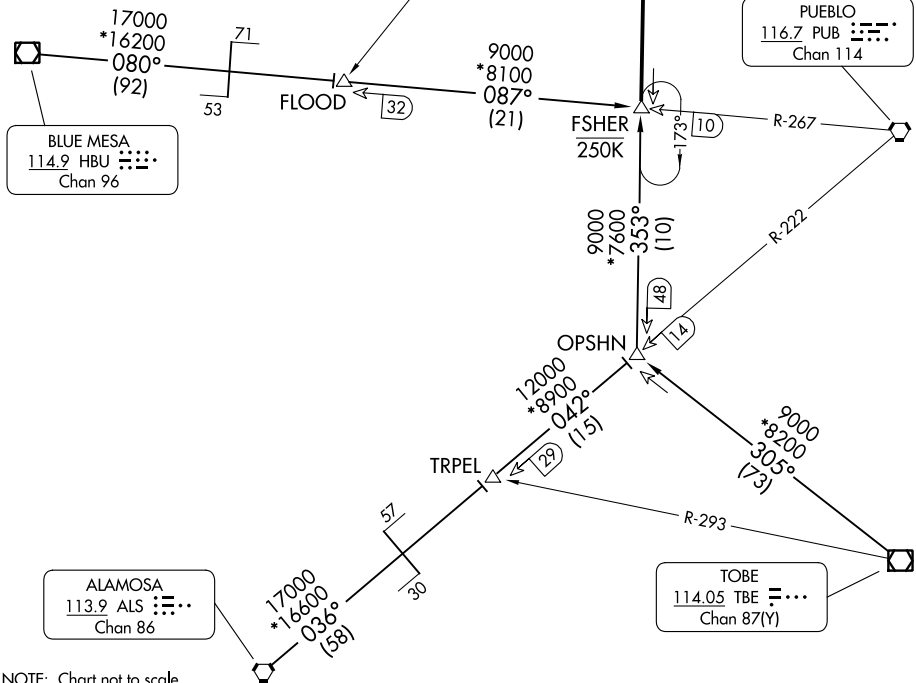 17000
*16200
080°
(92)
71
53
FLOOD
32
9000
*8100
087°
(21)
FSHER
250K
173°
10
R-267
PUEBLO
116.7 PUB
Chan 114
BLUE MESA
114.9 HBU
Chan 96
9000
*7600
353°
(10)
R-222
48
14
OPSHN
12000
*8900
042°
(15)
9000
*8200
305°
(73)
TRPEL
29
R-293
57
30
ALAMOSA
113.9 ALS
Chan 86
17000
*16600
036°
(58)
TOBE
114.05 TBE
Chan 87(Y)
NOTE: Chart not to scale.